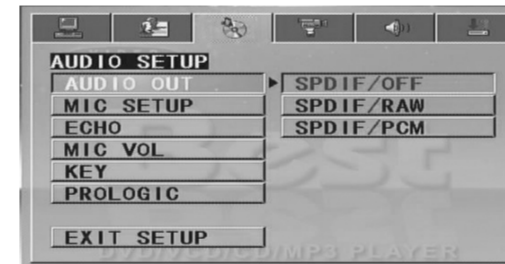 AUDIO SETUP
AUDIO OUT
SPDIF/OFF
MIC SETUP
SPDIF/RAW
ECHO
SPDIF/PCM
MIC VOL
KEY
PROLOGIC
EXIT SETUP
Best
DVD/VCD/CD/MP3 PLAYER